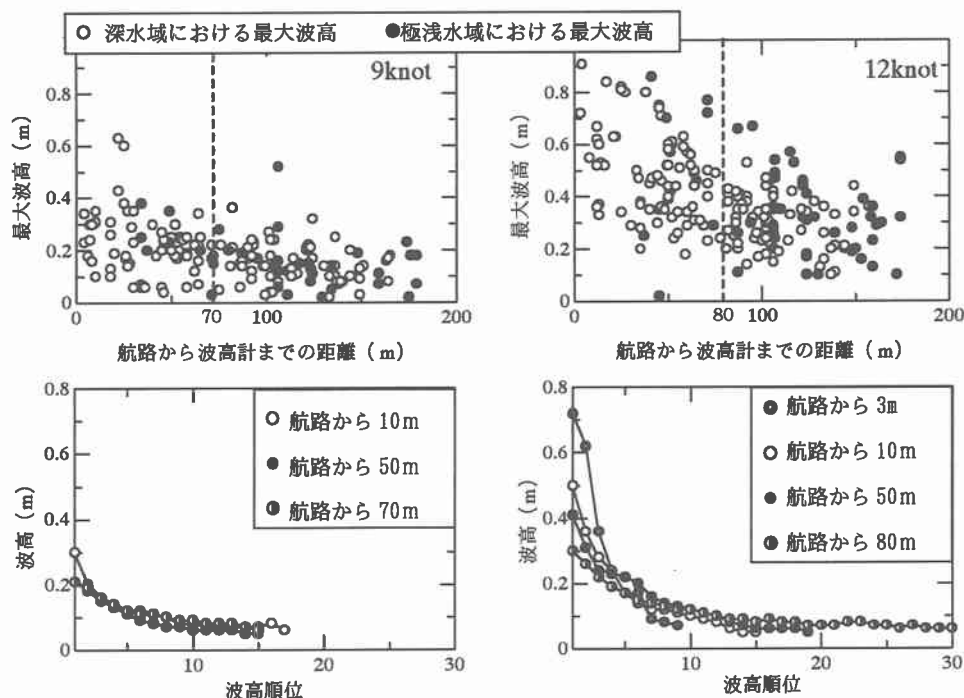 ○ 深水域における最大波高 ●極浅水域における最大波高
9knot
最大波高（m）
0.8
0.6
0.4
0.2
0
0
70
100
200
航路から波高計までの距離（m）
12knot
最大波高（m）
0.8
0.6
0.4
0.2
0
0
80
100
200
航路から波高計までの距離（m）
航路から 10m
航路から 50m
航路から 70m
波高（m）
0.8
0.4
0.2
0
10
20
30
波高順位
航路から 3m
航路から 10m
航路から 50m
航路から 80m
波高（m）
0.8
0.4
0.2
0
10
20
30
波高順位